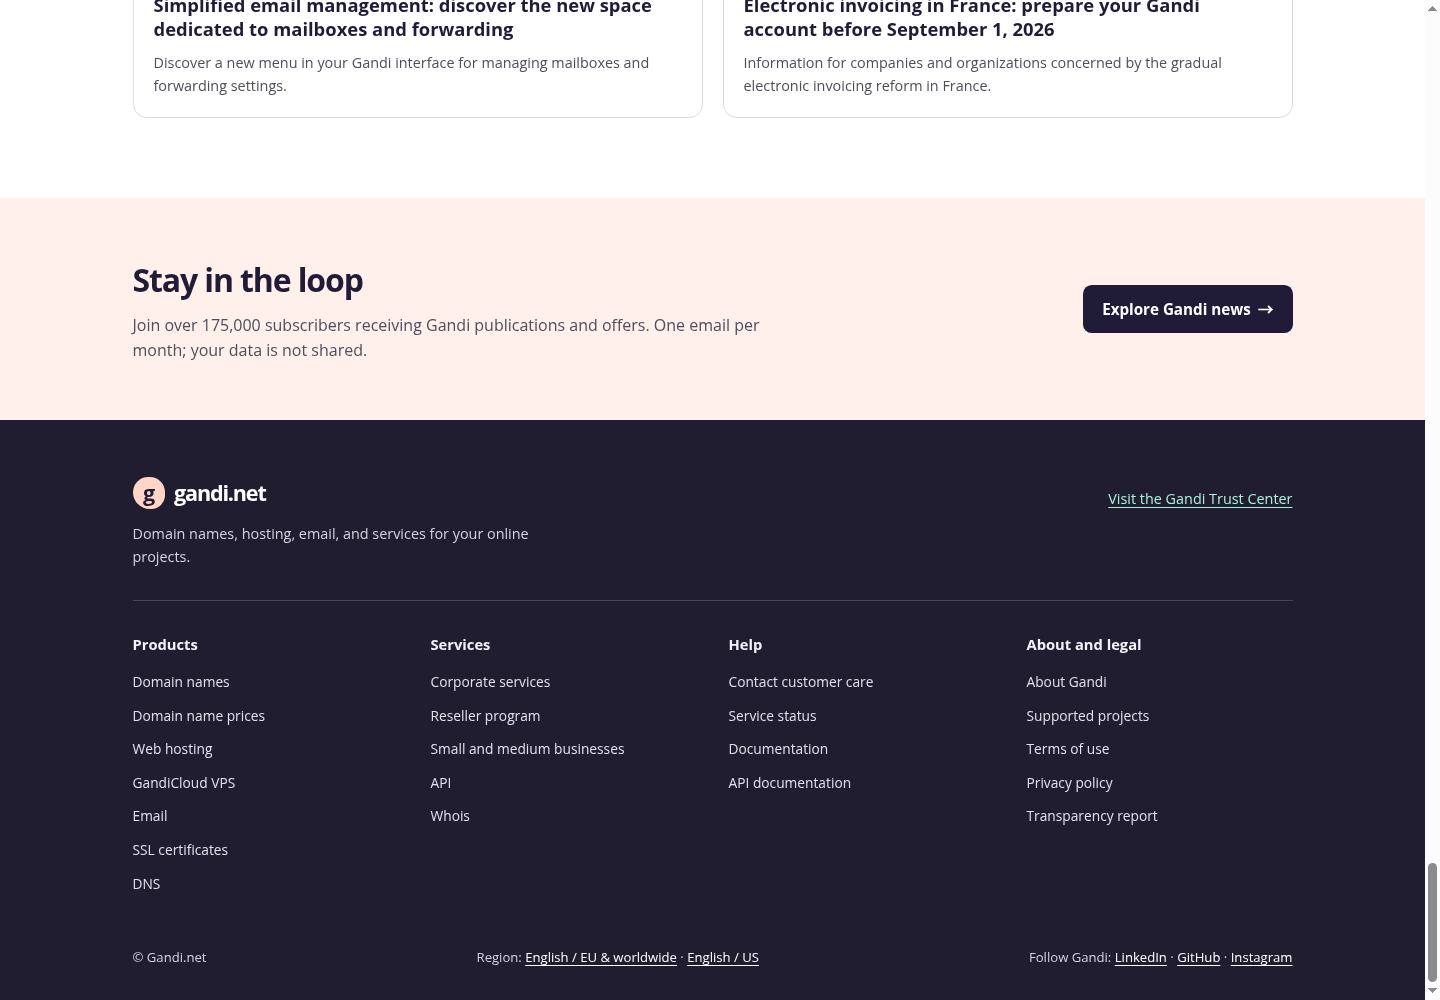 Simplified email management: discover the new space
dedicated to mailboxes and forwarding
Discover a new menu in your Gandi interface for managing mailboxes and
forwarding settings.
Electronic invoicing in France: prepare your Gandi
account before September 1, 2026
Information for companies and organizations concerned by the gradual
electronic invoicing reform in France.
Stay in the loop
Join over 175,000 subscribers receiving Gandi publications and offers. One email per
month; your data is not shared.
Explore Gandi news →
g gandi.net
Domain names, hosting, email, and services for your online
projects.
Visit the Gandi Trust Center
Products
Domain names
Domain name prices
Web hosting
GandiCloud VPS
Email
SSL certificates
DNS
Services
Corporate services
Reseller program
Small and medium businesses
API
Whois
Help
Contact customer care
Service status
Documentation
API documentation
About and legal
About Gandi
Supported projects
Terms of use
Privacy policy
Transparency report
© Gandi.net
Region: English / EU & worldwide · English / US
Follow Gandi: LinkedIn · GitHub · Instagram